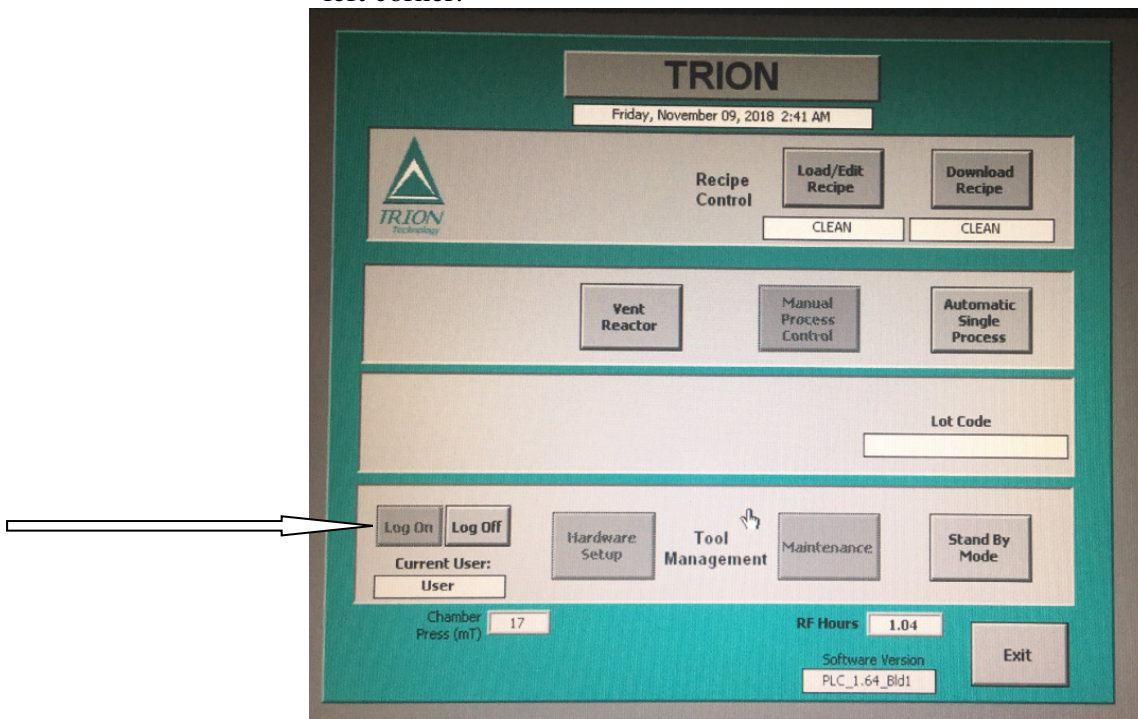 left corner.
TRION
Friday, November 09, 2018 2:41 AM
TRION
Technology
Recipe
Control
Load/Edit
Recipe
CLEAN
Download
Recipe
CLEAN
Vent
Reactor
Manual
Process
Control
Automatic
Single
Process
Lot Code
Log On
Log Off
Current User:
User
Hardware
Setup
Tool
Management
Maintenance
Stand By
Mode
Chamber
Press (mT)
17
RF Hours
1.04
Software Version
PLC_1.64_Bld1
Exit